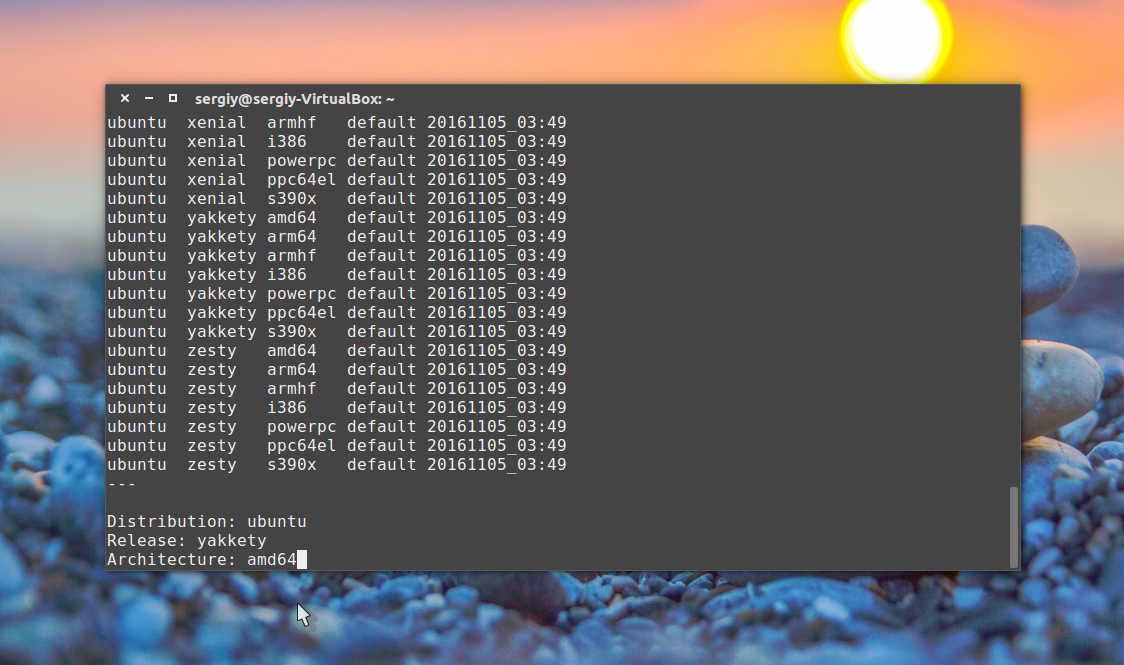 sergiy@sergiy-VirtualBox: ~
ubuntu  xenial  armhf   default 20161105_03:49
ubuntu  xenial  i386    default 20161105_03:49
ubuntu  xenial  powerpc default 20161105_03:49
ubuntu  xenial  ppc64el default 20161105_03:49
ubuntu  xenial  s390x   default 20161105_03:49
ubuntu  yakkety amd64   default 20161105_03:49
ubuntu  yakkety arm64   default 20161105_03:49
ubuntu  yakkety armhf   default 20161105_03:49
ubuntu  yakkety i386    default 20161105_03:49
ubuntu  yakkety powerpc default 20161105_03:49
ubuntu  yakkety ppc64el default 20161105_03:49
ubuntu  yakkety s390x   default 20161105_03:49
ubuntu  zesty   amd64   default 20161105_03:49
ubuntu  zesty   arm64   default 20161105_03:49
ubuntu  zesty   armhf   default 20161105_03:49
ubuntu  zesty   i386    default 20161105_03:49
ubuntu  zesty   powerpc default 20161105_03:49
ubuntu  zesty   ppc64el default 20161105_03:49
ubuntu  zesty   s390x   default 20161105_03:49
---
Distribution: ubuntu
Release: yakkety
Architecture: amd64